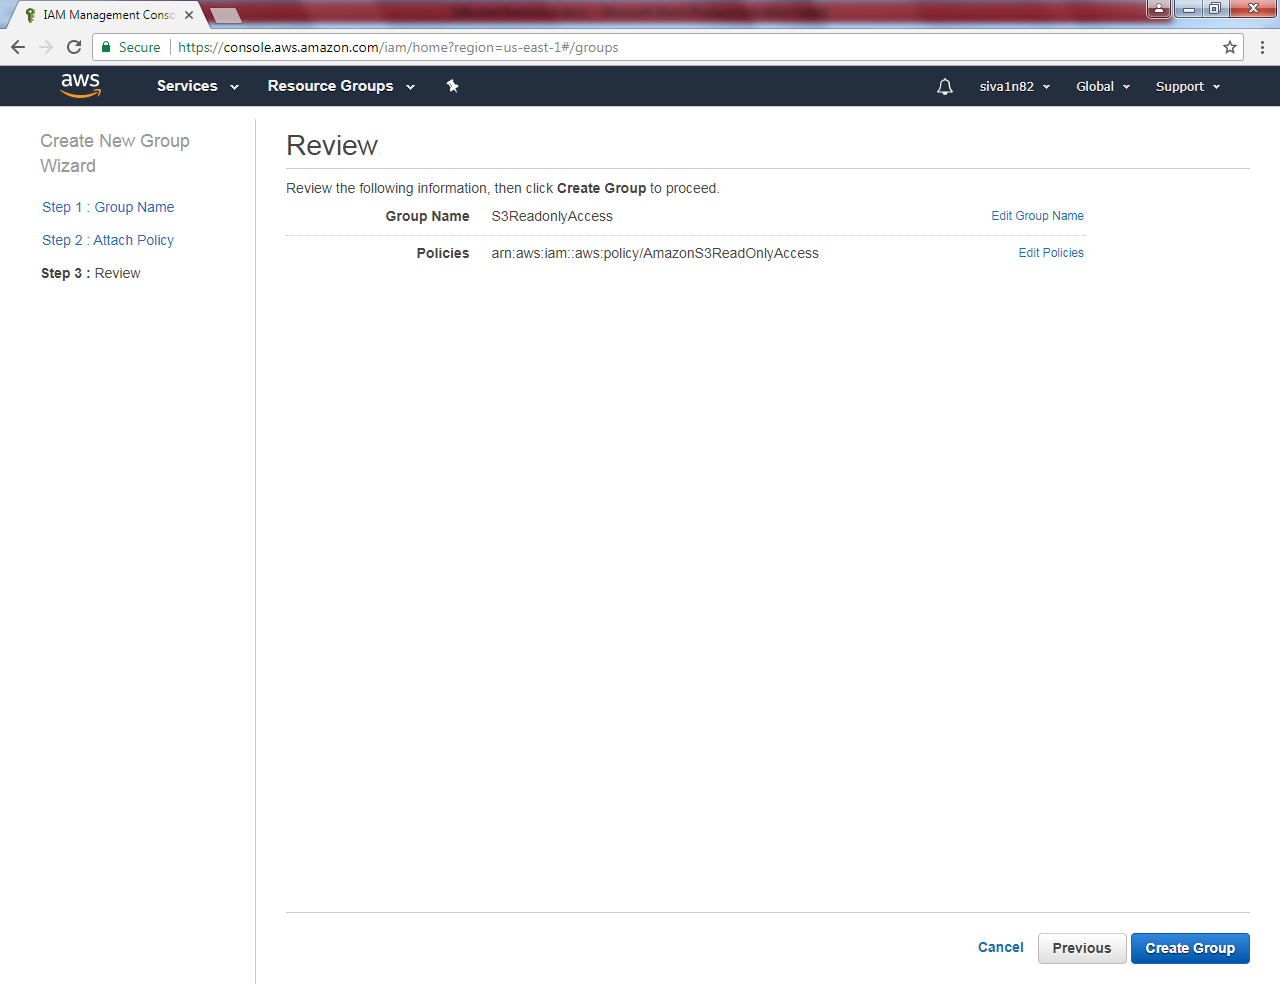 IAM Management Conso
Secure
https://console.aws.amazon.com/iam/home?region=us-east-1#/groups
aws
Services
Resource Groups
siva1n82
Global
Support
Create New Group
Wizard
Step 1 : Group Name
Step 2 : Attach Policy
Step 3 : Review
Review
Review the following information, then click Create Group to proceed.
Group Name S3ReadonlyAccess Edit Group Name
Policies arn:aws:iam::aws:policy/AmazonS3ReadOnlyAccess Edit Policies
Cancel Previous Create Group